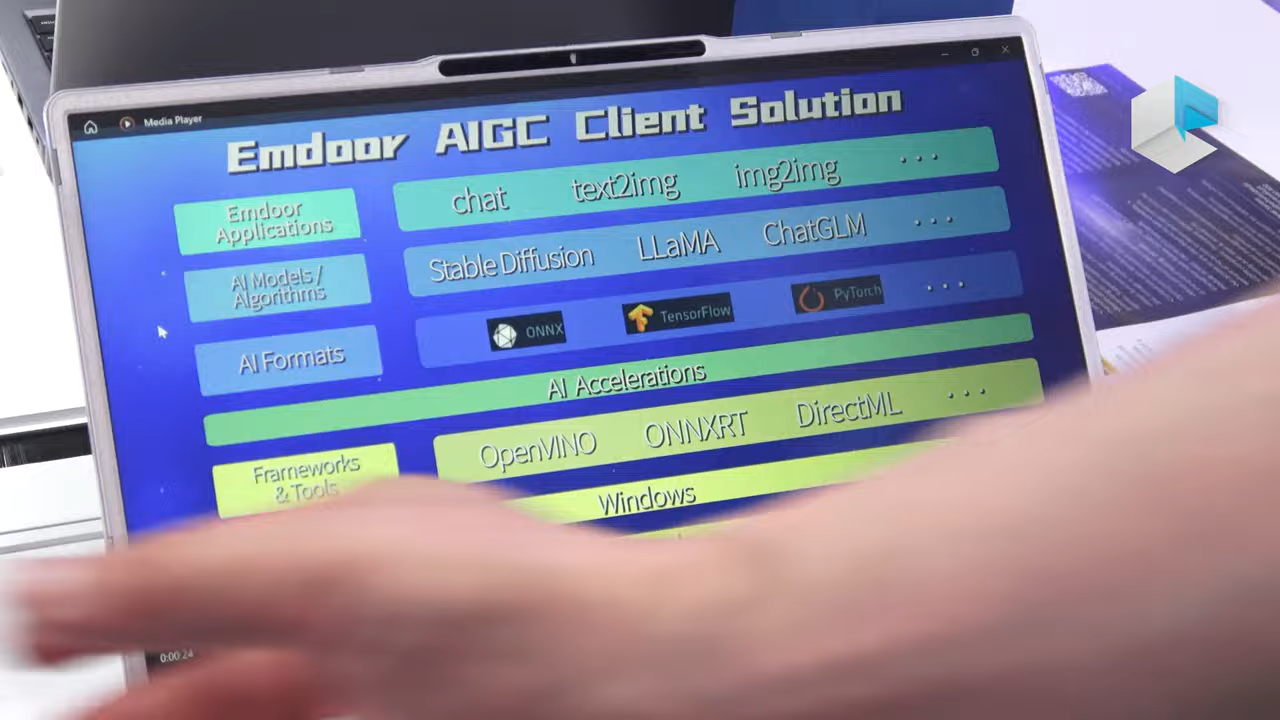 Media Player
Emdoor AIGC Client Solution
Emdoor
Applications
chat text2img img2img ...
AI Models /
Algorithms
Stable Diffusion LLaMA ChatGLM ...
AI Formats
ONNX TensorFlow PyTorch ...
AI Accelerations
Frameworks
& Tools
OpenVINO ONNXRT DirectML ...
Windows
0:00:24